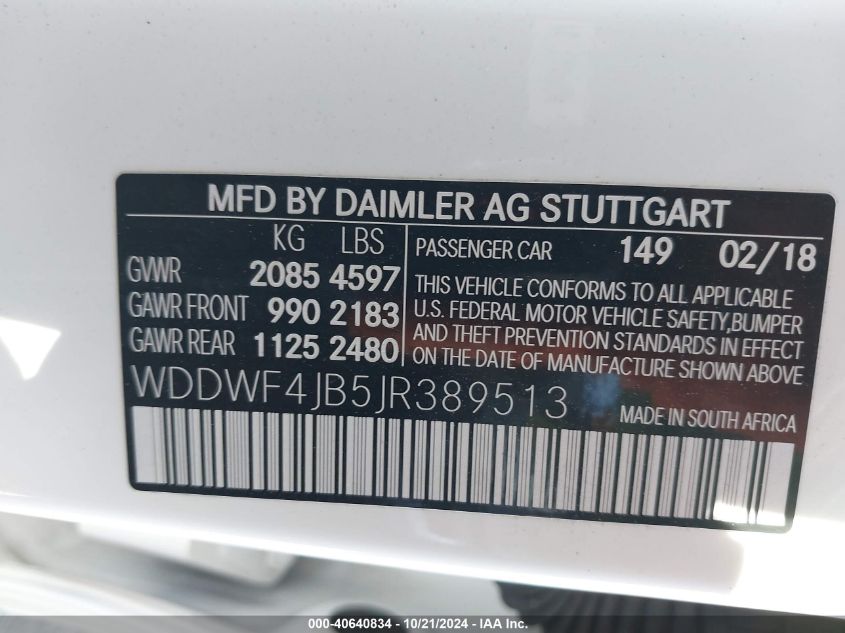 MFD BY DAIMLER AG STUTTGART
KG LBS
GVWR 2085 4597
GAWR FRONT 990 2183
GAWR REAR 1125 2480
PASSENGER CAR 149 02/18
THIS VEHICLE CONFORMS TO ALL APPLICABLE
U.S. FEDERAL MOTOR VEHICLE SAFETY,BUMPER
AND THEFT PREVENTION STANDARDS IN EFFECT
ON THE DATE OF MANUFACTURE SHOWN ABOVE
WDDWF4JB5JR389513
MADE IN SOUTH AFRICA
000-40640834 - 10/21/2024 - IAA Inc.